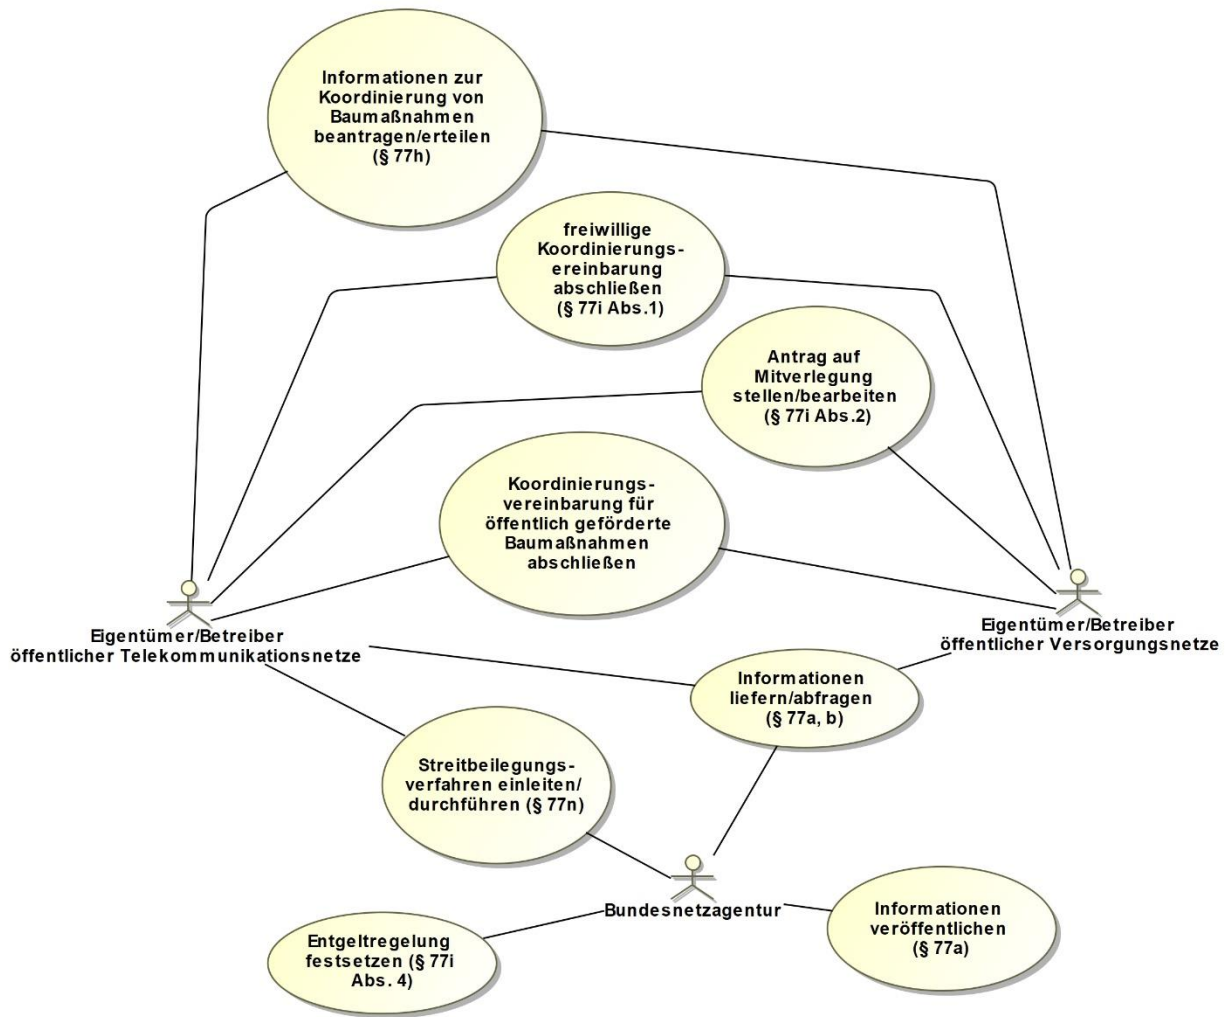 Informationen zur
Koordinierung von
Baumaßnahmen
beantragen/erteilen
(§ 77h)
freiwillige
Koordinierungs-
ereinbarung
abschließen
(§ 77i Abs.1)
Antrag auf
Mitverlegung
stellen/bearbeiten
(§ 77i Abs.2)
Koordinierungs-
vereinbarung für
öffentlich geförderte
Baumaßnahmen
abschließen
Eigentümer/Betreiber
öffentlicher Telekommunikationsnetze
Eigentümer/Betreiber
öffentlicher Versorgungsnetze
Informationen
liefern/abfragen
(§ 77a, b)
Streitbeilegungs-
verfahren einleiten/
durchführen (§ 77n)
Bundesnetzagentur
Entgeltregelung
festsetzen (§ 77i
Abs. 4)
Informationen
veröffentlichen
(§ 77a)